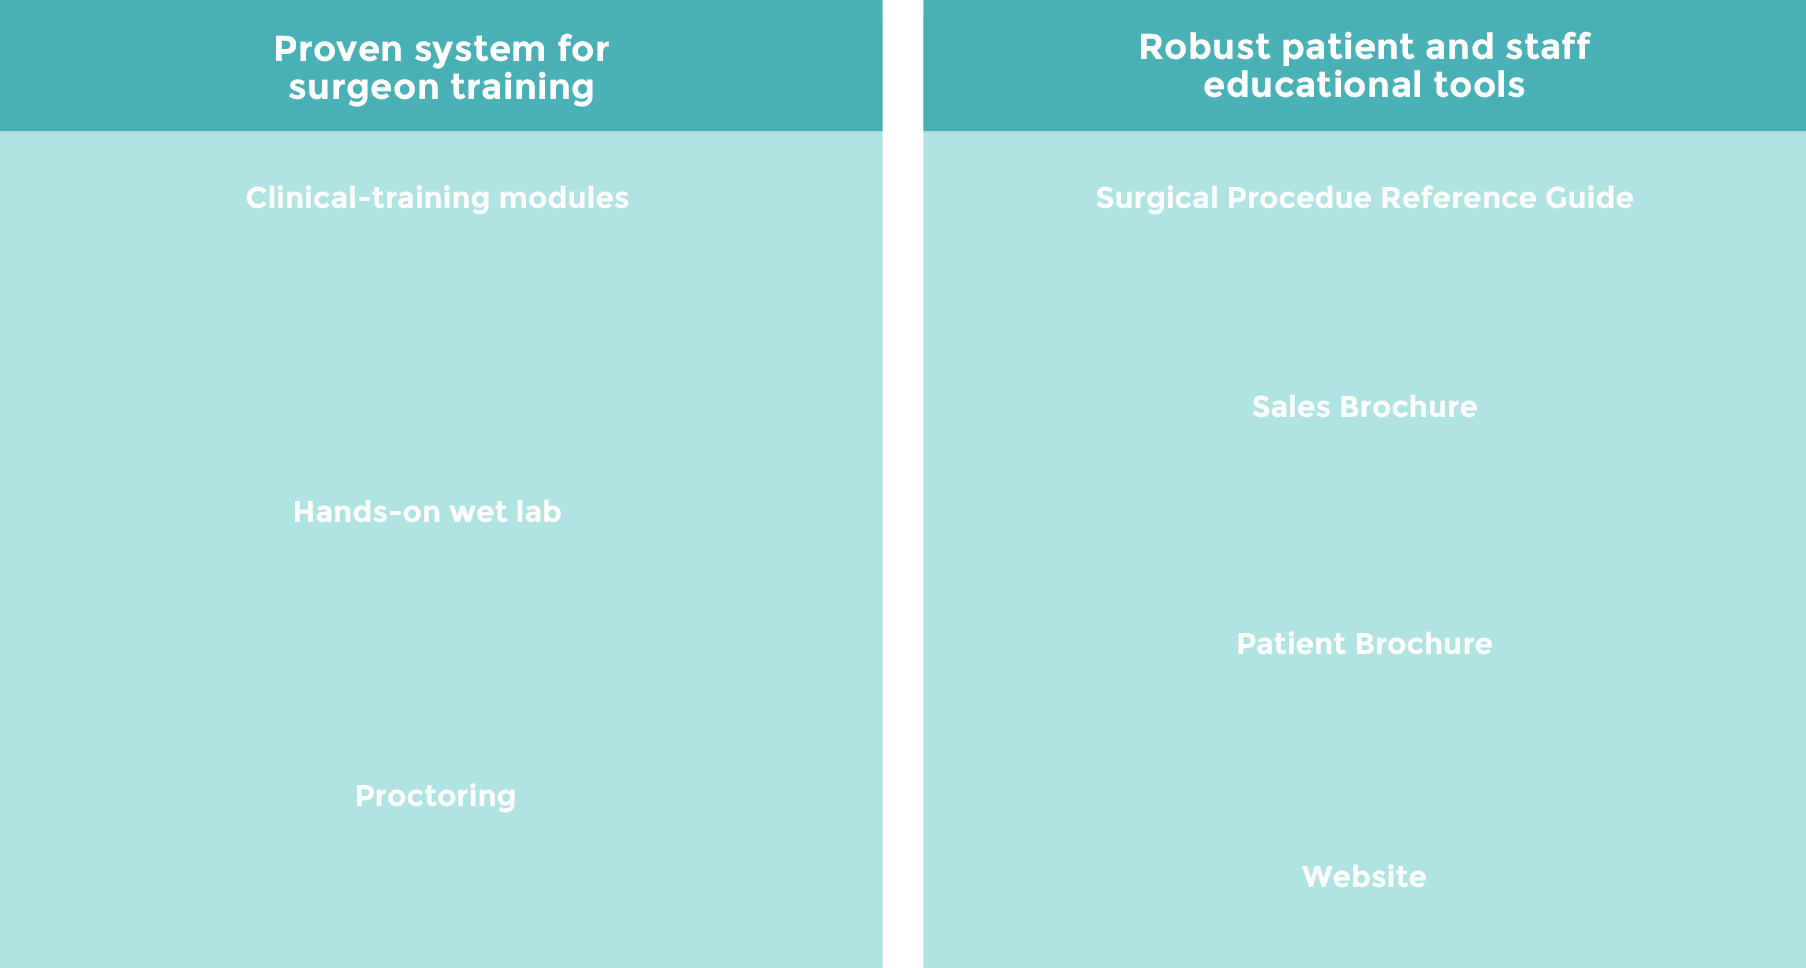 Proven system for
surgeon training
Clinical-training modules
Hands-on wet lab
Proctoring
Robust patient and staff
educational tools
Surgical Procedue Reference Guide
Sales Brochure
Patient Brochure
Website